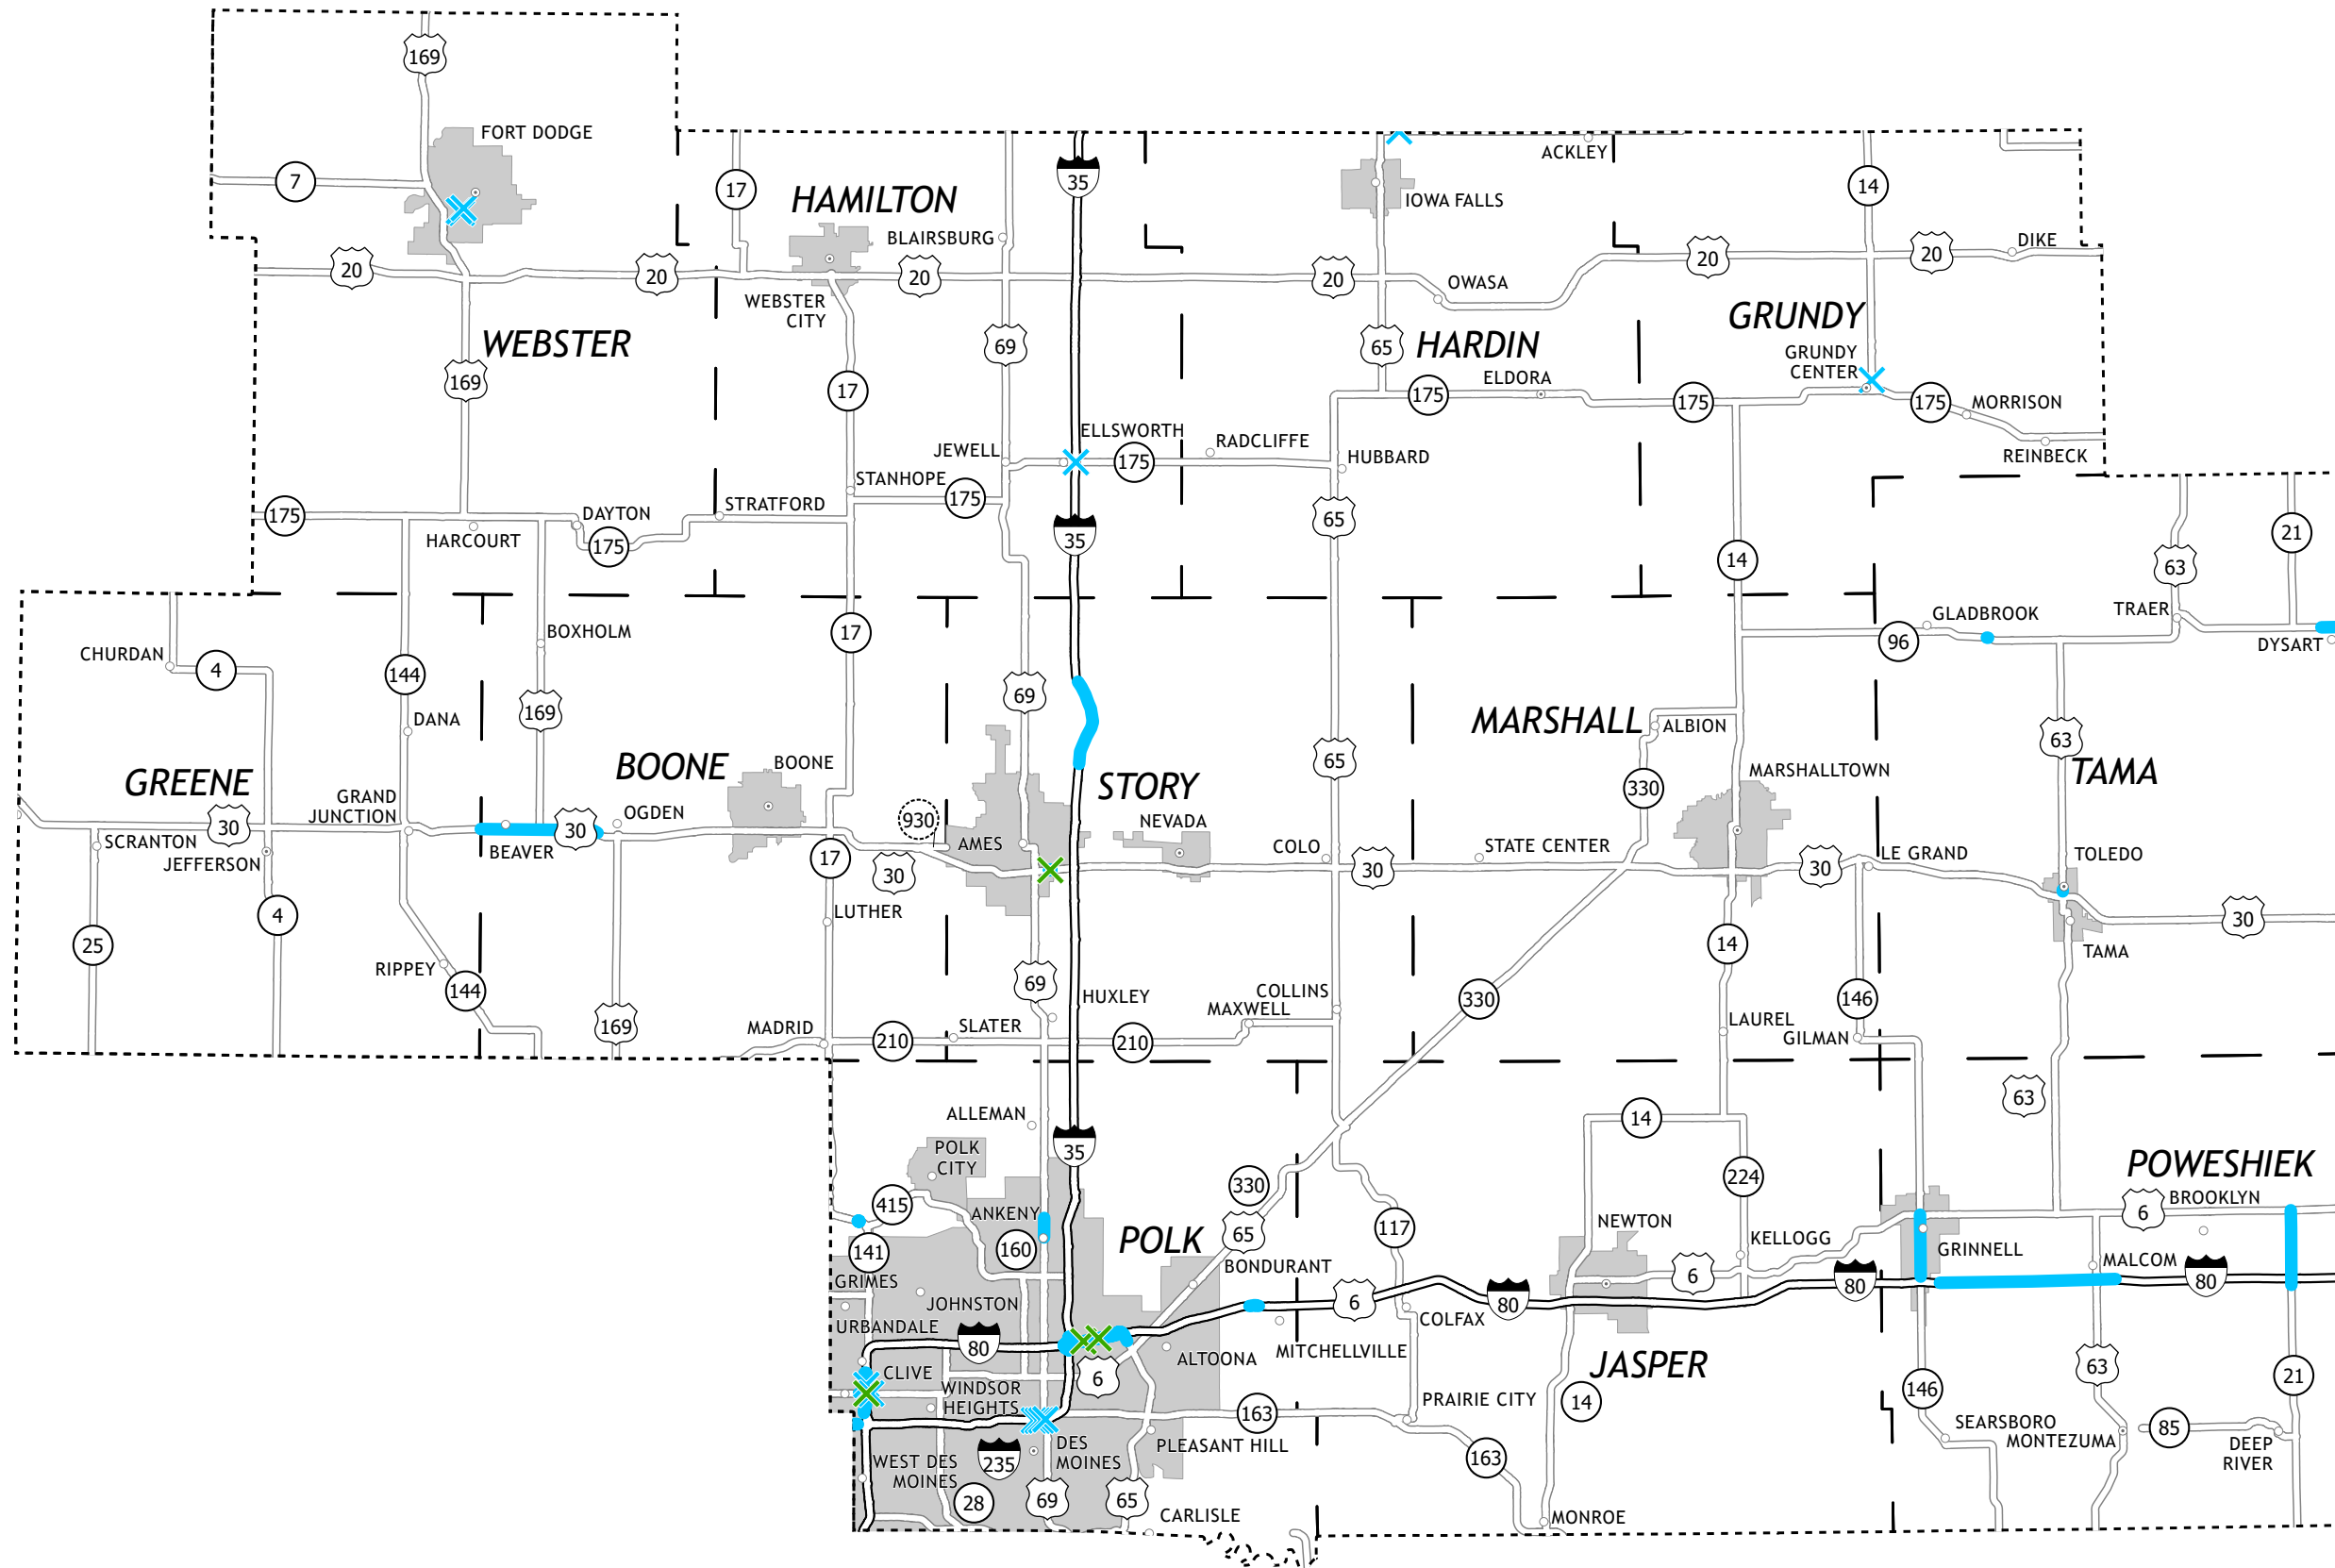 169
FORT DODGE
7
17
HAMILTON
35
ACKLEY
IOWA FALLS
14
BLAIRSBURG
DIKE
20
20
20
20
20
20
OWASA
WEBSTER
CITY
WEBSTER
169
69
65
HARDIN
GRUNDY
GRUNDY
CENTER
17
ELDORA
175
175
175
MORRISON
REINBECK
ELLSWORTH
JEWELL
175
RADCLIFFE
HUBBARD
STANHOPE
175
STRATFORD
175
DAYTON
HARCOURT
175
35
65
14
63
21
CHURDAN
4
144
BOXHOLM
17
GLADBROOK
TRAER
96
DYSART
DANA
169
69
MARSHALL
ALBION
63
GREENE
BOONE
BOONE
STORY
65
330
MARSHALLTOWN
TAMA
GRAND
JUNCTION
30
SCRANTON
JEFFERSON
BEAVER
30
OGDEN
17
930
30
AMES
NEVADA
COLO
30
STATE CENTER
30
LE GRAND
TOLEDO
30
TAMA
4
25
LUTHER
RIPPEY
144
169
69
HUXLEY
14
330
146
MADRID
210
SLATER
210
MAXWELL
COLLINS
LAUREL
GILMAN
ALLEMAN
35
14
63
POLK
CITY
415
ANKENY
160
141
GRIMES
POLK
330
65
BONDURANT
117
224
NEWTON
KELLOGG
6
POWESHIEK
BROOKLYN
6
GRINNELL
MALCOM
80
80
JOHNSTON
URBANDALE
80
6
80
COLFAX
ALTOONA
MITCHELLVILLE
6
CLIVE
WINDSOR
HEIGHTS
163
PRAIRIE CITY
JASPER
14
146
63
21
SEARSBORO
MONTEZUMA
85
DEEP
RIVER
WEST DES
MOINES
235
DES
MOINES
PLEASANT HILL
163
28
69
65
CARLISLE
MONROE